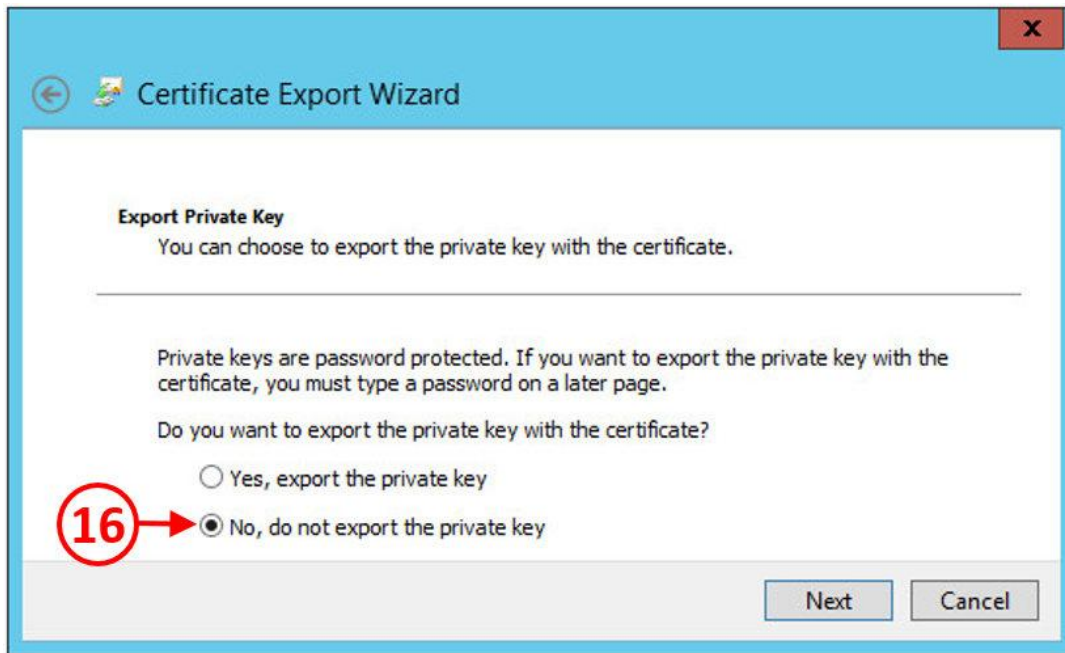 x
Certificate Export Wizard
Export Private Key
You can choose to export the private key with the certificate.
Private keys are password protected. If you want to export the private key with the
certificate, you must type a password on a later page.
Do you want to export the private key with the certificate?
Yes, export the private key
16
No, do not export the private key
Next
Cancel